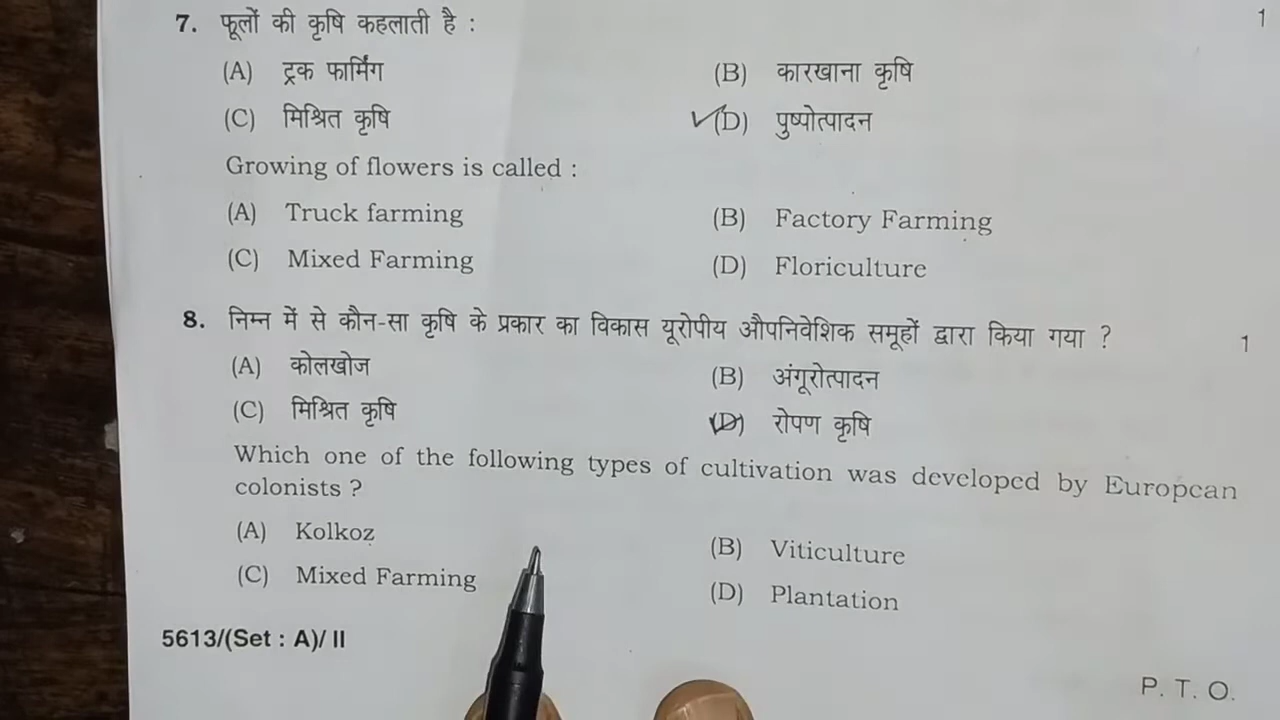 7. फूलों की कृषि कहलाती है : 1
(A) ट्रक फार्मिंग (B) कारखाना कृषि
(C) मिश्रित कृषि (D) पुष्पोत्पादन
Growing of flowers is called :
(A) Truck farming (B) Factory Farming
(C) Mixed Farming (D) Floriculture
8. निम्न में से कौन-सा कृषि के प्रकार का विकास यूरोपीय औपनिवेशिक समूहों द्वारा किया गया ? 1
(A) कोलखोज (B) अंगूरोत्पादन
(C) मिश्रित कृषि (D) रोपण कृषि
Which one of the following types of cultivation was developed by European
colonists ?
(A) Kolkoz (B) Viticulture
(C) Mixed Farming (D) Plantation
5613/(Set : A)/ II
P. T. O.